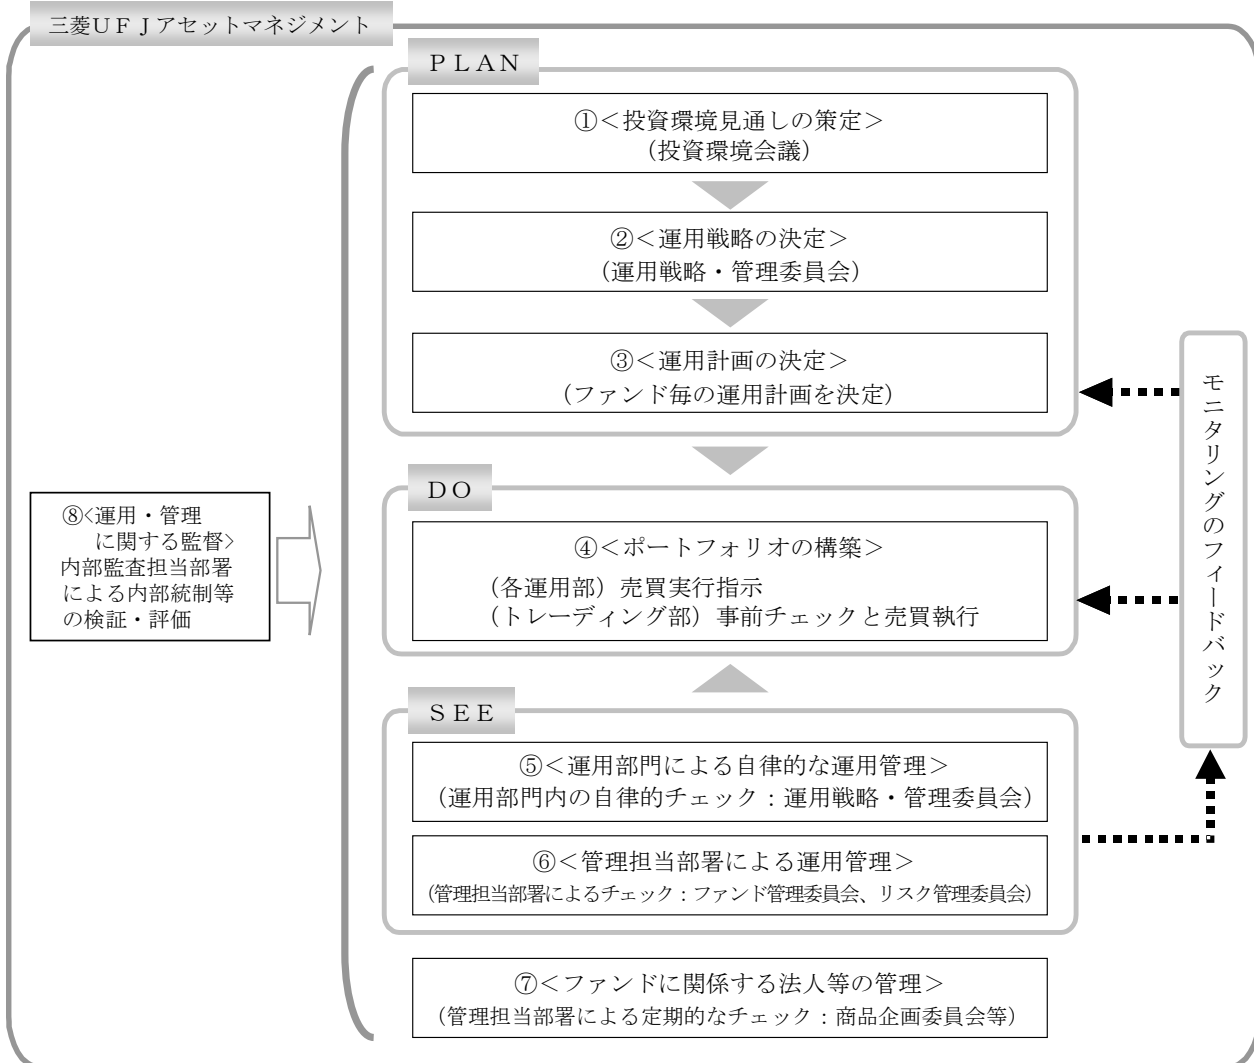 三菱ＵＦＪアセットマネジメント
ＰＬＡＮ
①＜投資環境見通しの策定＞
（投資環境会議）
②＜運用戦略の決定＞
（運用戦略・管理委員会）
③＜運用計画の決定＞
（ファンド毎の運用計画を決定）
ＤＯ
④＜ポートフォリオの構築＞
（各運用部）売買実行指示
（トレーディング部）事前チェックと売買執行
ＳＥＥ
⑤＜運用部門による自律的な運用管理＞
（運用部門内の自律的チェック：運用戦略・管理委員会）
⑥＜管理担当部署による運用管理＞
（管理担当部署によるチェック：ファンド管理委員会、リスク管理委員会）
⑦＜ファンドに関係する法人等の管理＞
（管理担当部署による定期的なチェック：商品企画委員会等）
⑧<運用・管理
に関する監督>
内部監査担当部署
による内部統制等
の検証・評価
モニタリングのフィードバック